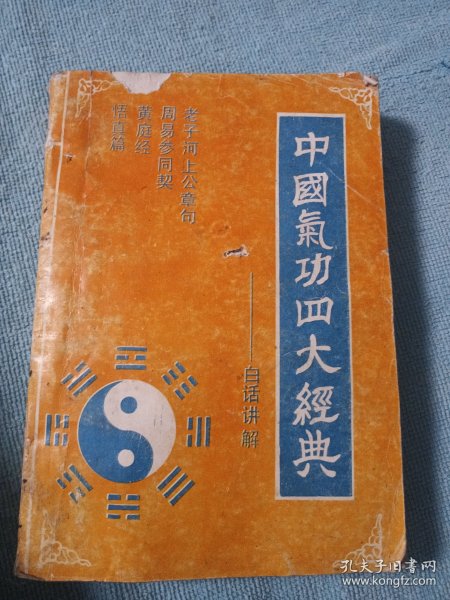 中國氣功四大經典
——白话讲解
老子河上公章句
周易参同契
黄庭经
悟真篇
孔夫子旧书网
www.kongfz.com